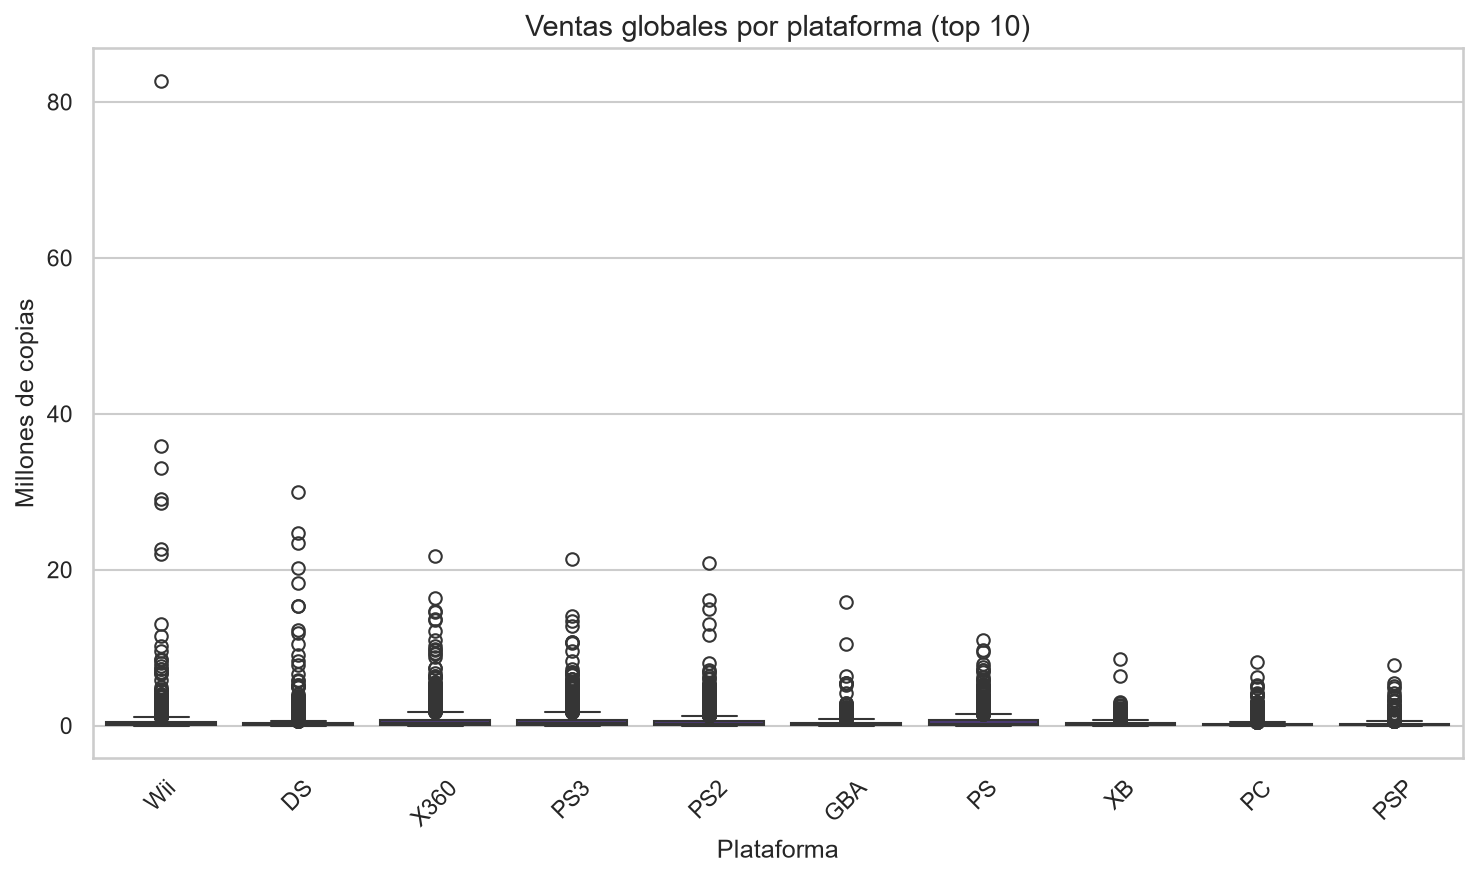 Ventas globales por plataforma (top 10)
Millones de copias
80
60
40
20
0
Wii
DS
X360
PS3
PS2
GBA
PS
XB
PC
PSP
Plataforma